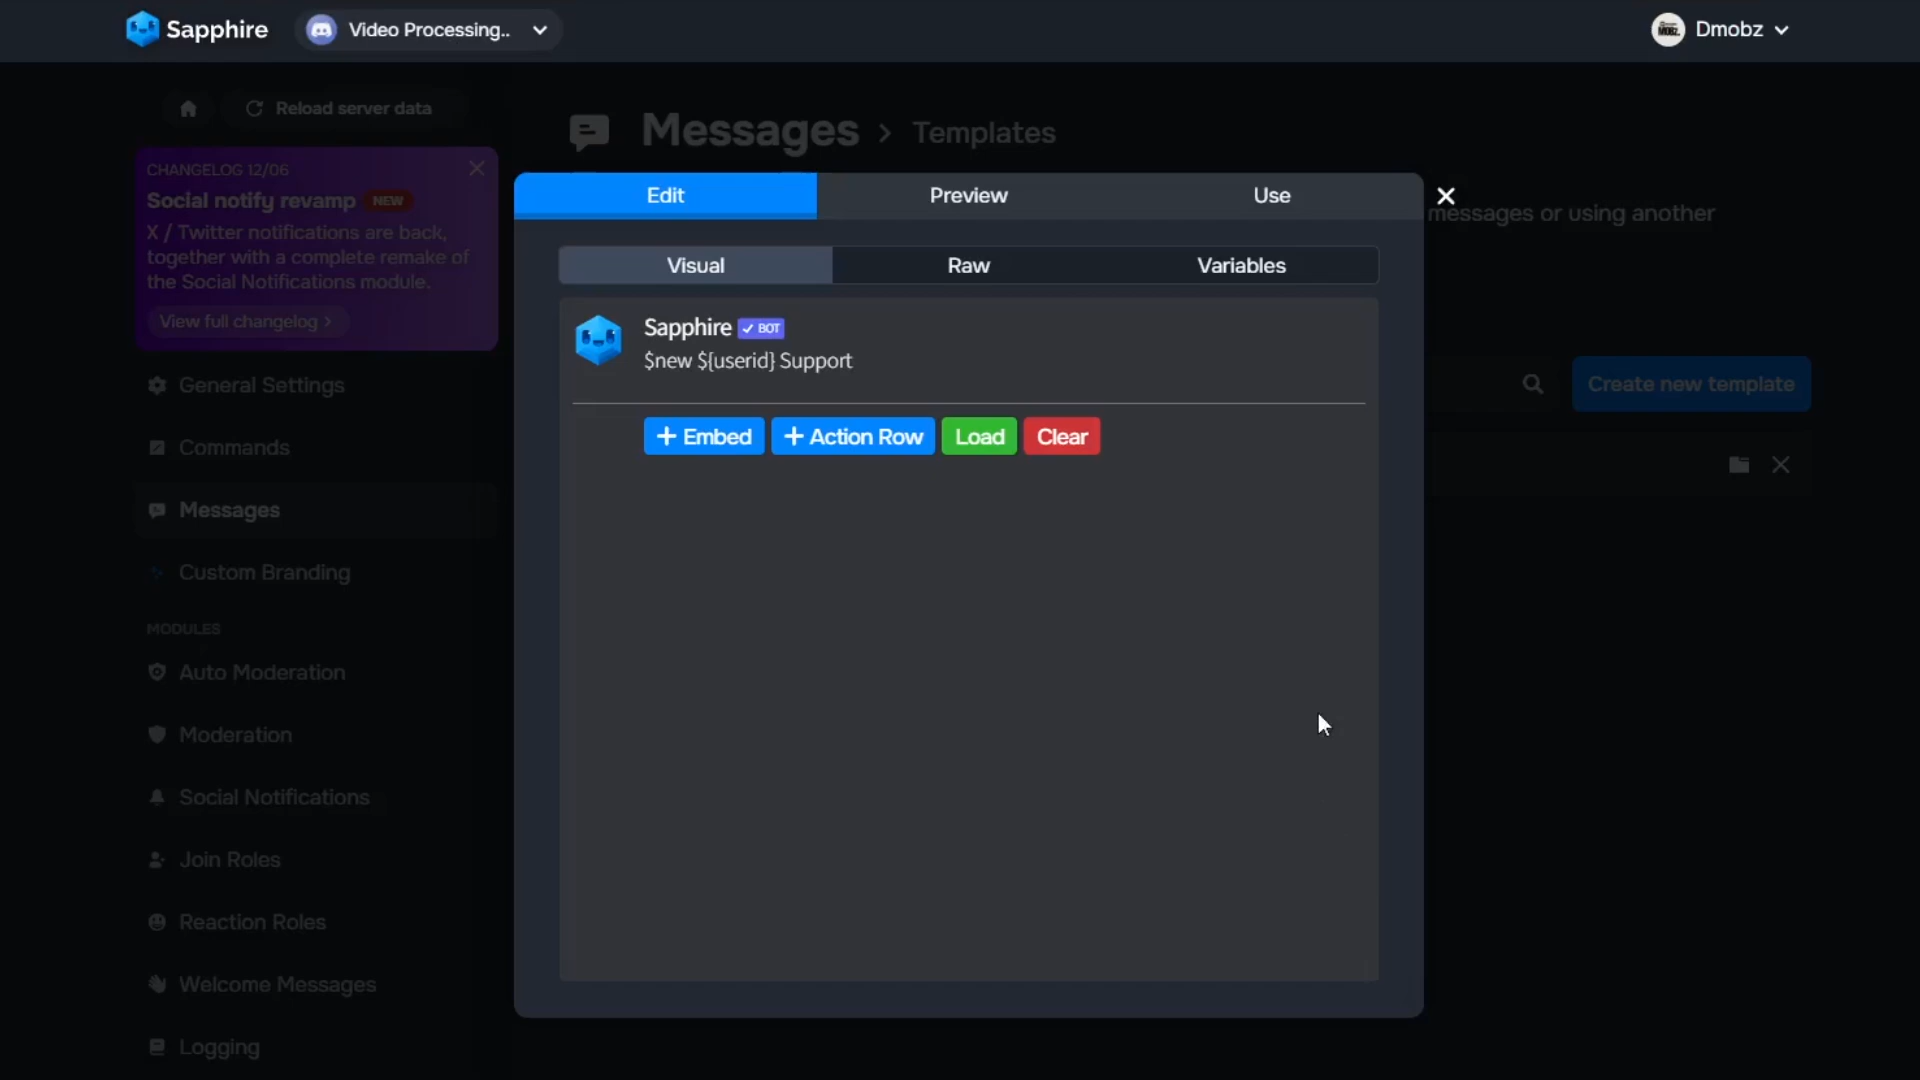 Sapphire
Video Processing..
Dmobz
Reload server data
Messages > Templates
CHANGELOG 12/06
Social notify revamp NEW
X / Twitter notifications are back,
together with a complete remake of
the Social Notifications module.
View full changelog >
Edit
Preview
Use
messages or using another
Visual
Raw
Variables
Sapphire BOT
$new ${userid} Support
+ Embed
+ Action Row
Load
Clear
Create new template
General Settings
Commands
Messages
Custom Branding
MODULES
Auto Moderation
Moderation
Social Notifications
Join Roles
Reaction Roles
Welcome Messages
Logging